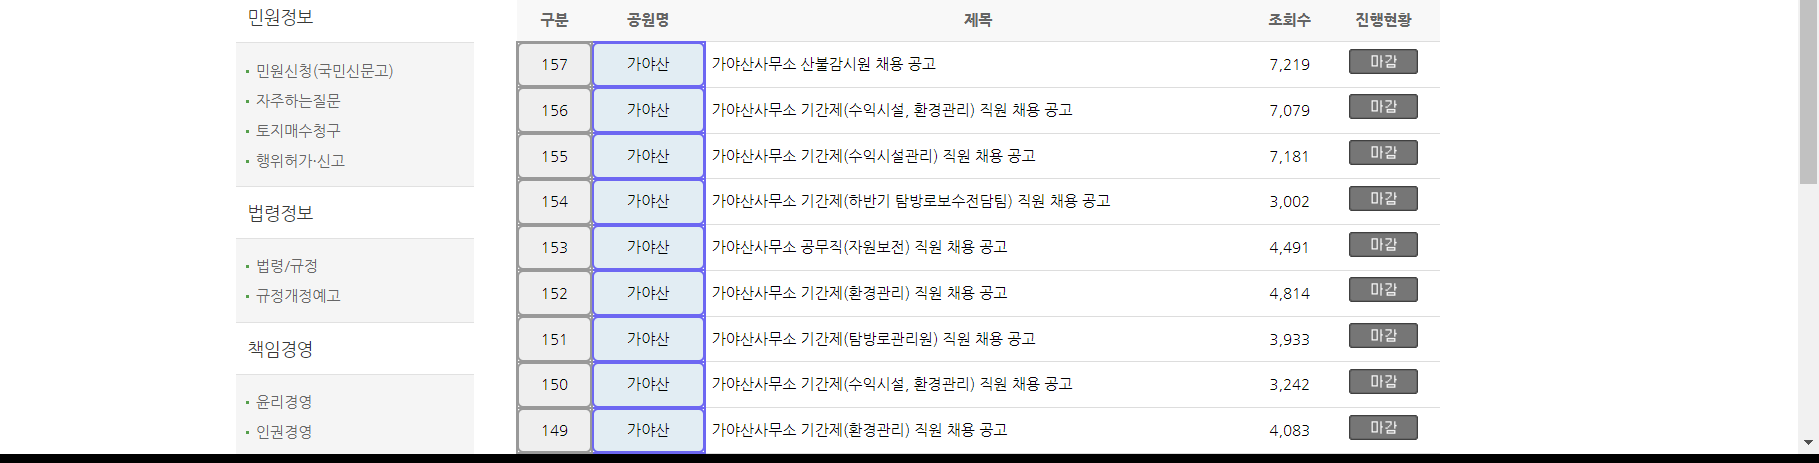 민원정보
민원신청(국민신문고)
자주하는질문
토지매수청구
행위허가·신고
법령정보
법령/규정
규정개정예고
책임경영
윤리경영
인권경영
구분 공원명 제목 조회수 진행현황
157 가야산 가야산사무소 산불감시원 채용 공고 7,219 마감
156 가야산 가야산사무소 기간제(수익시설, 환경관리) 직원 채용 공고 7,079 마감
155 가야산 가야산사무소 기간제(수익시설관리) 직원 채용 공고 7,181 마감
154 가야산 가야산사무소 기간제(하반기 탐방로보수전담팀) 직원 채용 공고 3,002 마감
153 가야산 가야산사무소 공무직(자원보전) 직원 채용 공고 4,491 마감
152 가야산 가야산사무소 기간제(환경관리) 직원 채용 공고 4,814 마감
151 가야산 가야산사무소 기간제(탐방로관리원) 직원 채용 공고 3,933 마감
150 가야산 가야산사무소 기간제(수익시설, 환경관리) 직원 채용 공고 3,242 마감
149 가야산 가야산사무소 기간제(환경관리) 직원 채용 공고 4,083 마감